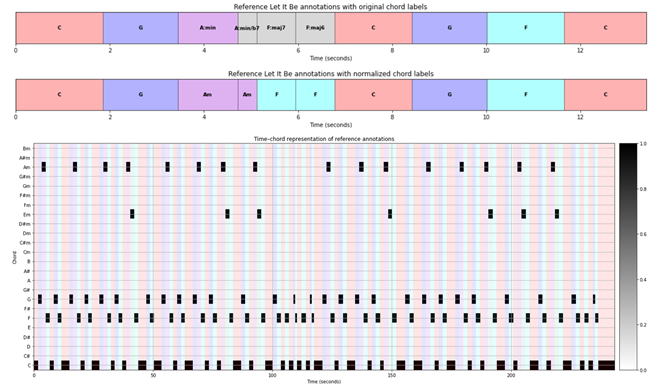 Reference Let It Be annotations with original chord labels
C G A:min A:min/b7 F:maj7 F:maj6 C G F C
0 2 4 6 8 10 12
Time (seconds)
Reference Let It Be annotations with normalized chord labels
C G Am Am F F C G F C
0 2 4 6 8 10 12
Time (seconds)
Time-chord representation of reference annotations
Bm
A#m
Am
G#m
Gm
F#m
Fm
Em
D#m
Dm
C#m
Cm
B
A#
A
G#
G
F#
F
E
D#
D
C#
C
Chord
0 50 100 150 200
Time (seconds)
1.0
0.8
0.6
0.4
0.2
0.0